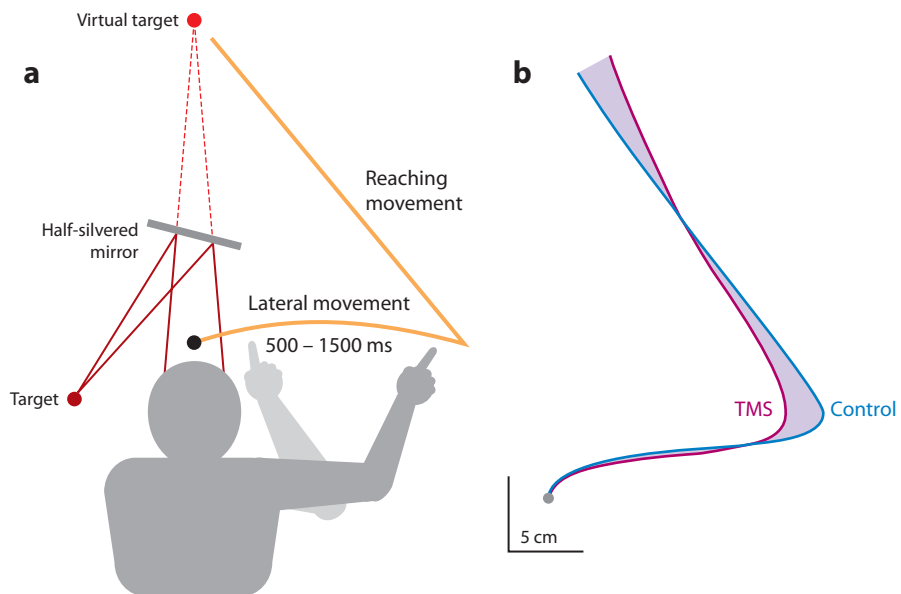 Virtual target
a
Reaching
movement
Half-silvered
mirror
Lateral movement
500 – 1500 ms
Target
b
TMS
Control
5 cm